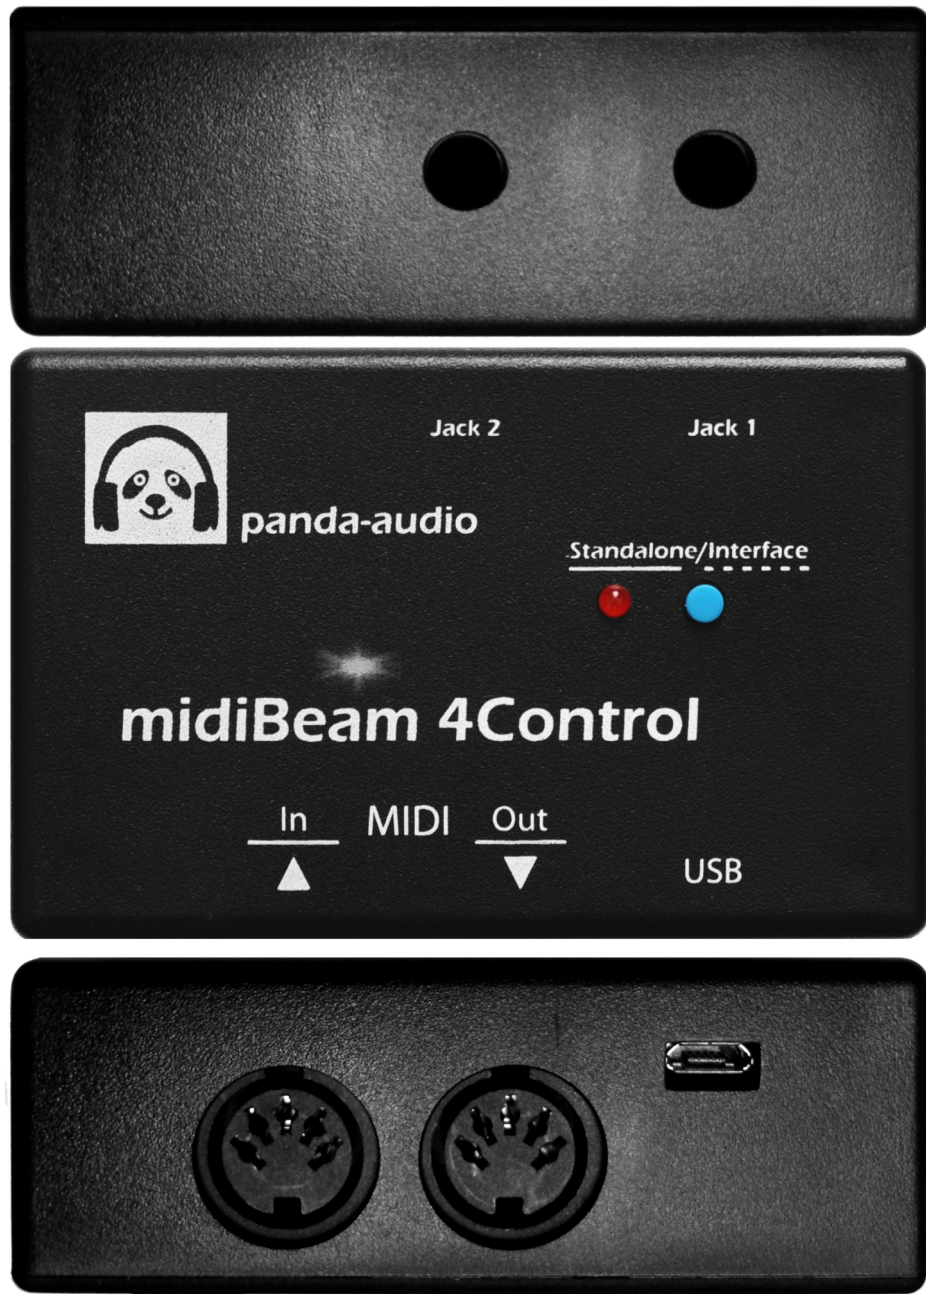 Jack 2 Jack 1
panda-audio
Standalone/Interface
midiBeam 4Control
In MIDI Out
USB